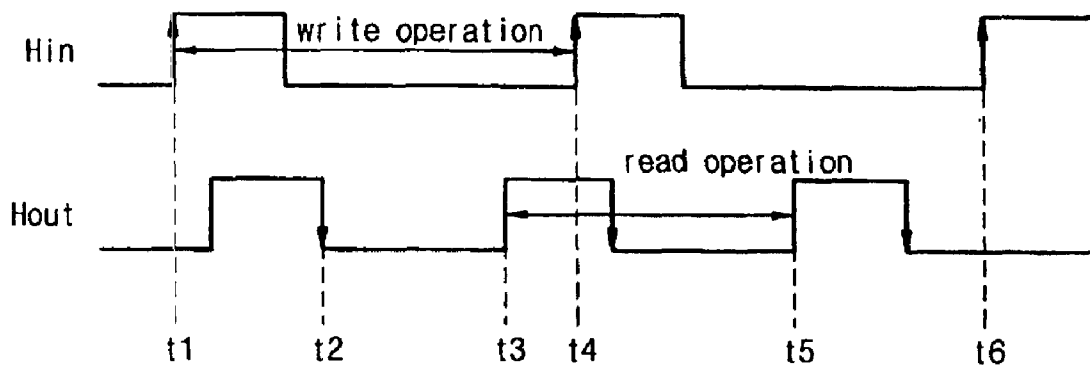 Hin
write operation
Hout
read operation
t1 t2 t3 t4 t5 t6